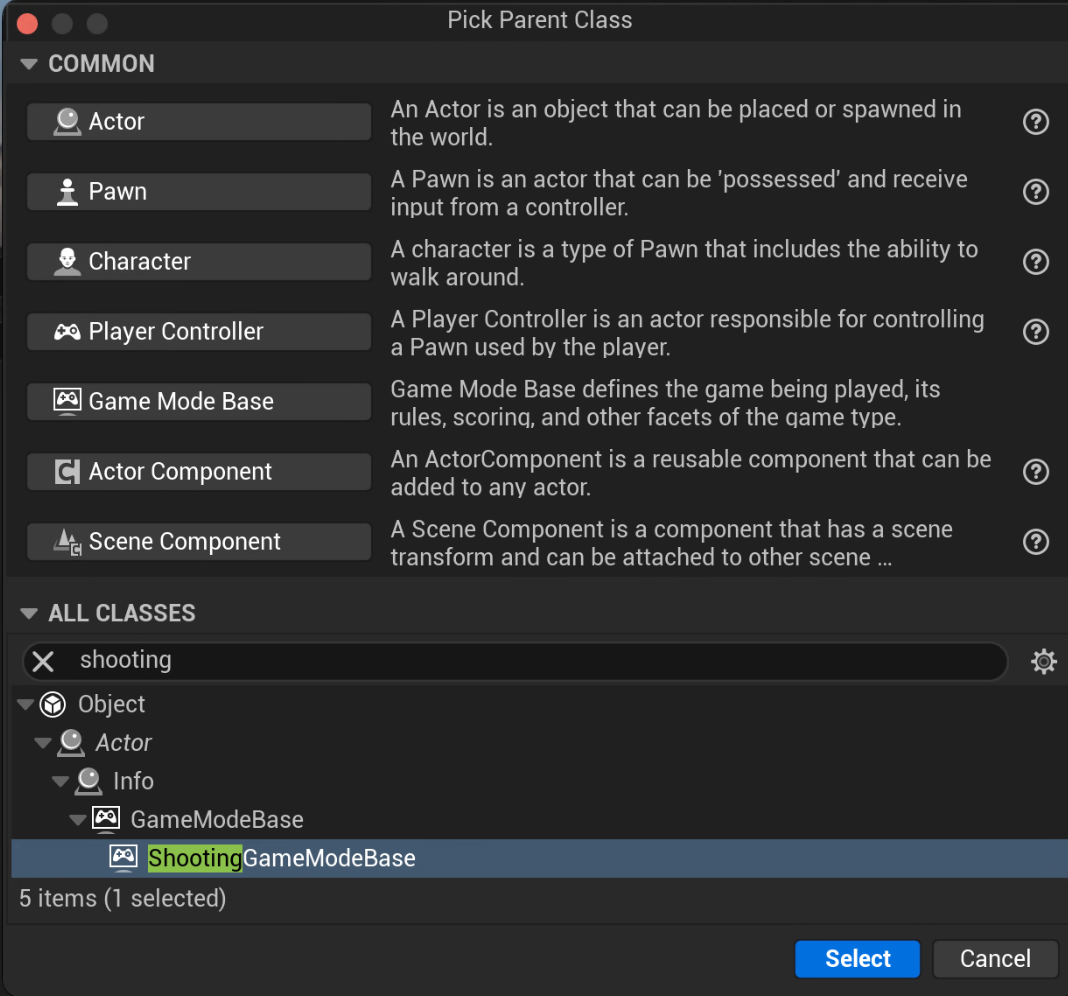 Pick Parent Class
COMMON
Actor
An Actor is an object that can be placed or spawned in
the world.
Pawn
A Pawn is an actor that can be 'possessed' and receive
input from a controller.
Character
A character is a type of Pawn that includes the ability to
walk around.
Player Controller
A Player Controller is an actor responsible for controlling
a Pawn used by the player.
Game Mode Base
Game Mode Base defines the game being played, its
rules, scoring, and other facets of the game type.
Actor Component
An ActorComponent is a reusable component that can be
added to any actor.
Scene Component
A Scene Component is a component that has a scene
transform and can be attached to other scene ...
ALL CLASSES
shooting
Object
Actor
Info
GameModeBase
ShootingGameModeBase
5 items (1 selected)
Select
Cancel